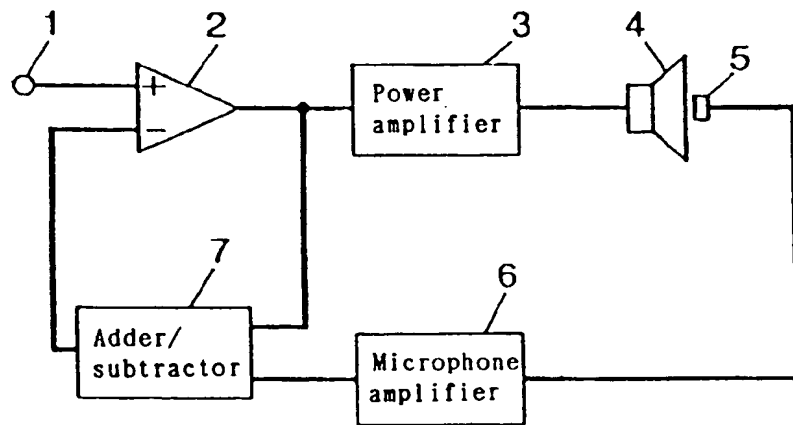 1
2
3
4
5
+
−
Power
amplifier
7
6
Adder/
subtractor
Microphone
amplifier